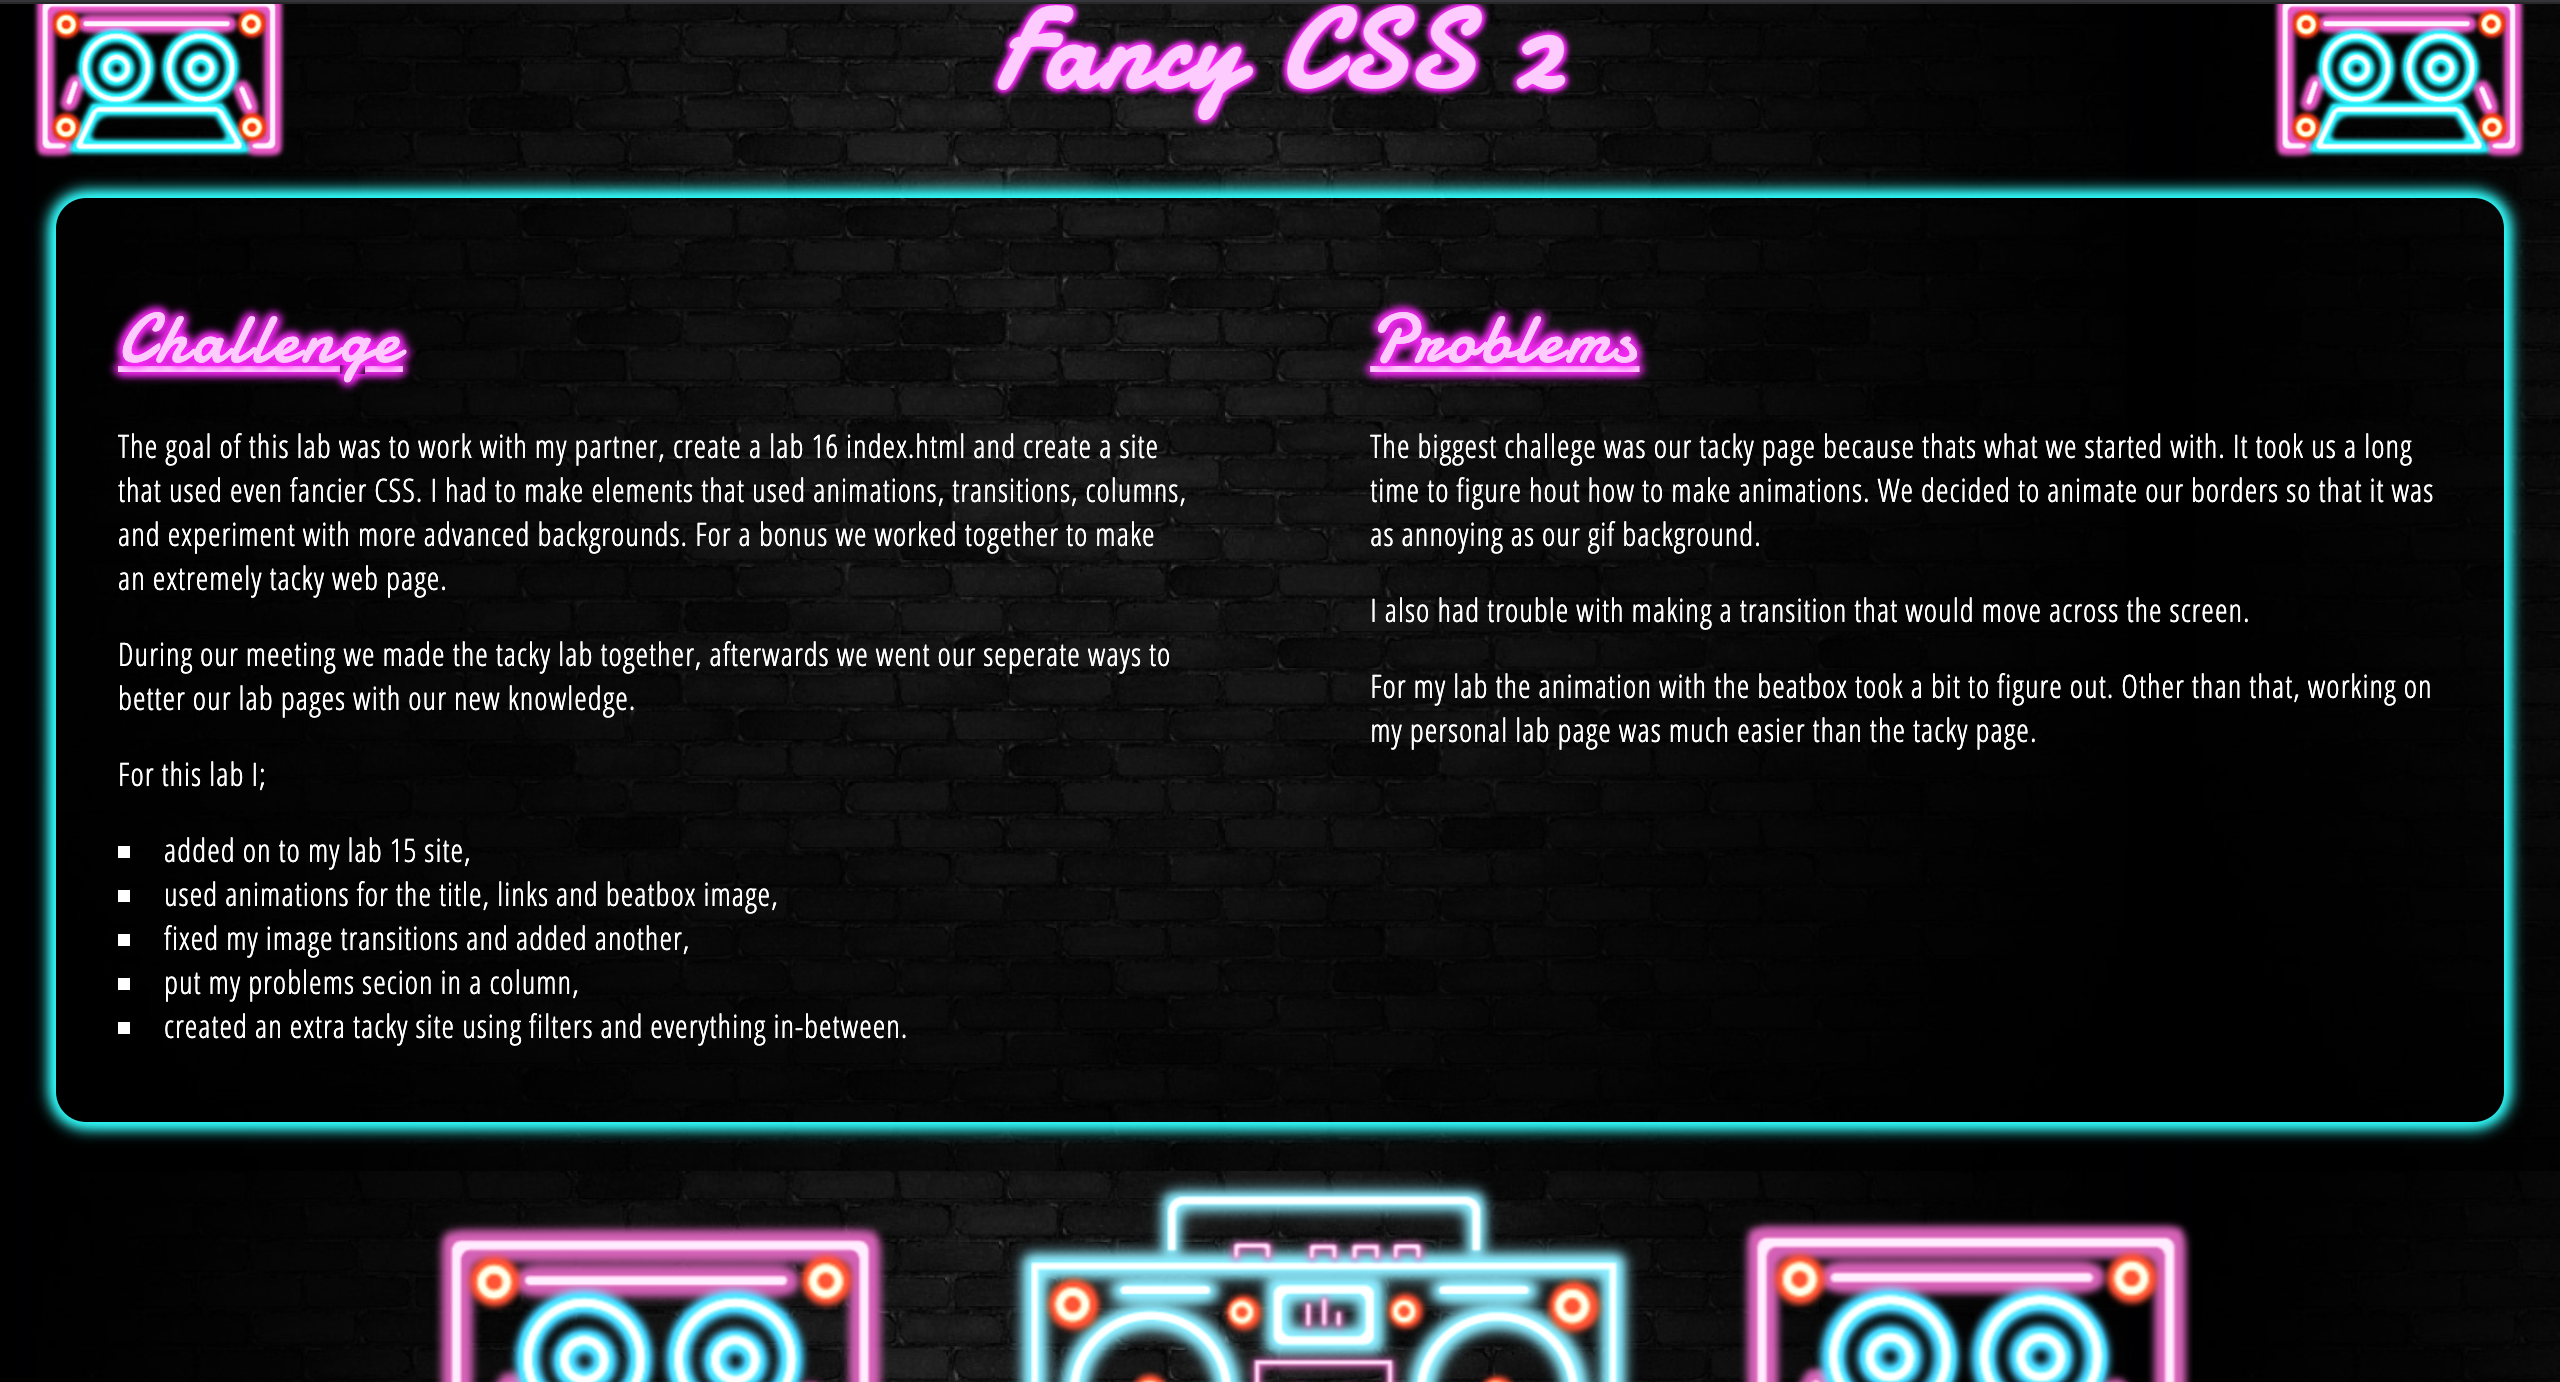 Fancy CSS 2
Challenge
The goal of this lab was to work with my partner, create a lab 16 index.html and create a site
that used even fancier CSS. I had to make elements that used animations, transitions, columns,
and experiment with more advanced backgrounds. For a bonus we worked together to make
an extremely tacky web page.
During our meeting we made the tacky lab together, afterwards we went our seperate ways to
better our lab pages with our new knowledge.
For this lab I;
▪ added on to my lab 15 site,
▪ used animations for the title, links and beatbox image,
▪ fixed my image transitions and added another,
▪ put my problems secion in a column,
▪ created an extra tacky site using filters and everything in-between.
Problems
The biggest challege was our tacky page because thats what we started with. It took us a long
time to figure hout how to make animations. We decided to animate our borders so that it was
as annoying as our gif background.
I also had trouble with making a transition that would move across the screen.
For my lab the animation with the beatbox took a bit to figure out. Other than that, working on
my personal lab page was much easier than the tacky page.